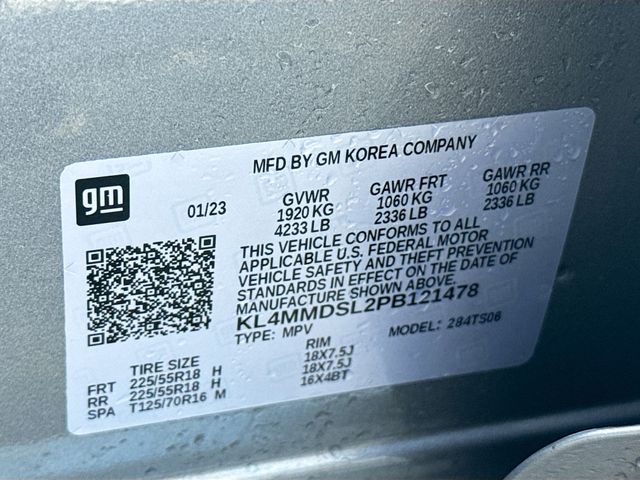 MFD BY GM KOREA COMPANY
gm
01/23
GVWR GAWR FRT GAWR RR
1920 KG 1060 KG 1060 KG
4233 LB 2336 LB 2336 LB
THIS VEHICLE CONFORMS TO ALL
APPLICABLE U.S. FEDERAL MOTOR
VEHICLE SAFETY AND THEFT PREVENTION
STANDARDS IN EFFECT ON THE DATE OF
MANUFACTURE SHOWN ABOVE.
KL4MMDSL2PB121478
TYPE: MPV MODEL: 284TS06
TIRE SIZE RIM
FRT 225/55R18 H 18X7.5J
RR 225/55R18 H 18X7.5J
SPA T125/70R16 M 16X4BT